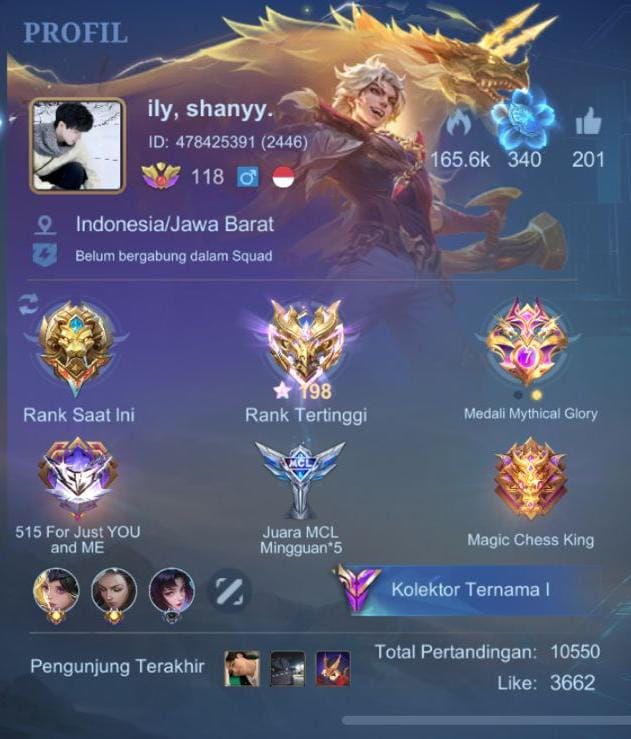 PROFIL
ily, shanyy.
ID: 478425391 (2446)
118
165.6k 340 201
Indonesia/Jawa Barat
Belum bergabung dalam Squad
198
7
Rank Saat Ini
Rank Tertinggi
Medali Mythical Glory
MCL
515 For Just YOU
and ME
Juara MCL
Mingguan*5
Magic Chess King
Kolektor Ternama I
Pengunjung Terakhir
Total Pertandingan: 10550
Like: 3662